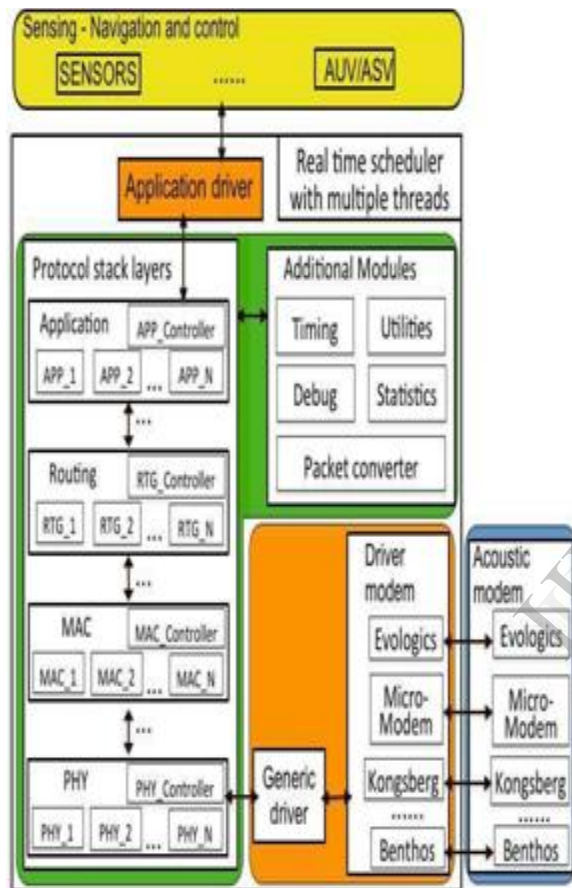 Sensing - Navigation and control
SENSORS
......
AUV/ASV
Application driver
Real time scheduler
with multiple threads
Protocol stack layers
Application
APP_Controller
APP_1
APP_2
...
APP_N
...
Routing
RTG_Controller
RTG_1
RTG_2
...
RTG_N
...
MAC
MAC_Controller
MAC_1
MAC_2
...
MAC_N
...
PHY
PHY_Controller
PHY_1
PHY_2
...
PHY_N
Additional Modules
Timing
Utilities
Debug
Statistics
Packet converter
Generic
driver
Driver
modem
Evologics
Micro-
Modem
Kongsberg
......
Benthos
Acoustic
modem
Evologics
Micro-
Modem
Kongsberg
......
Benthos